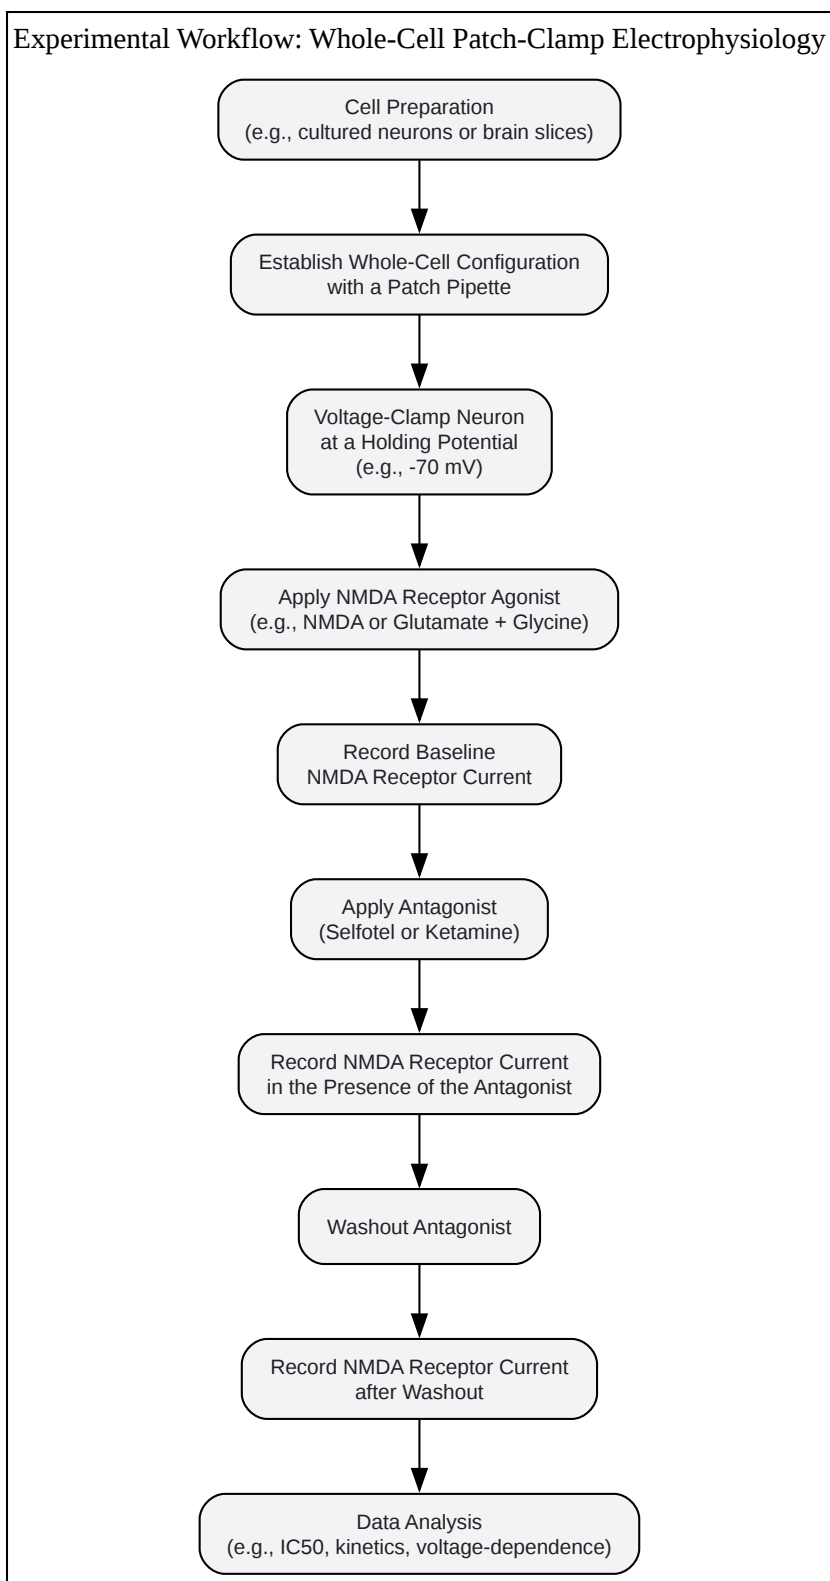 Experimental Workflow: Whole-Cell Patch-Clamp Electrophysiology
Cell Preparation
(e.g., cultured neurons or brain slices)
Establish Whole-Cell Configuration
with a Patch Pipette
Voltage-Clamp Neuron
at a Holding Potential
(e.g., -70 mV)
Apply NMDA Receptor Agonist
(e.g., NMDA or Glutamate + Glycine)
Record Baseline
NMDA Receptor Current
Apply Antagonist
(Selfotel or Ketamine)
Record NMDA Receptor Current
in the Presence of the Antagonist
Washout Antagonist
Record NMDA Receptor Current
after Washout
Data Analysis
(e.g., IC50, kinetics, voltage-dependence)